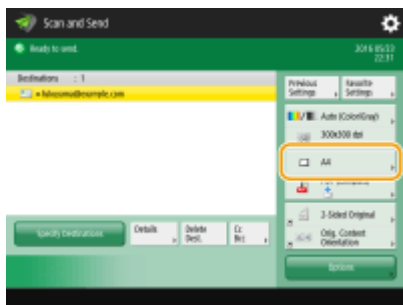 Scan and Send
Ready to send.
2016 05/33
22:31
Destinations : 1
Previous Settings
Favorite Settings
Auto (Color/Gray)
300x300 dpi
A4
2-Sided Original
Orig. Content Orientation
Specify Destinations
Details
Delete Dest.
Cc Bcc
Options